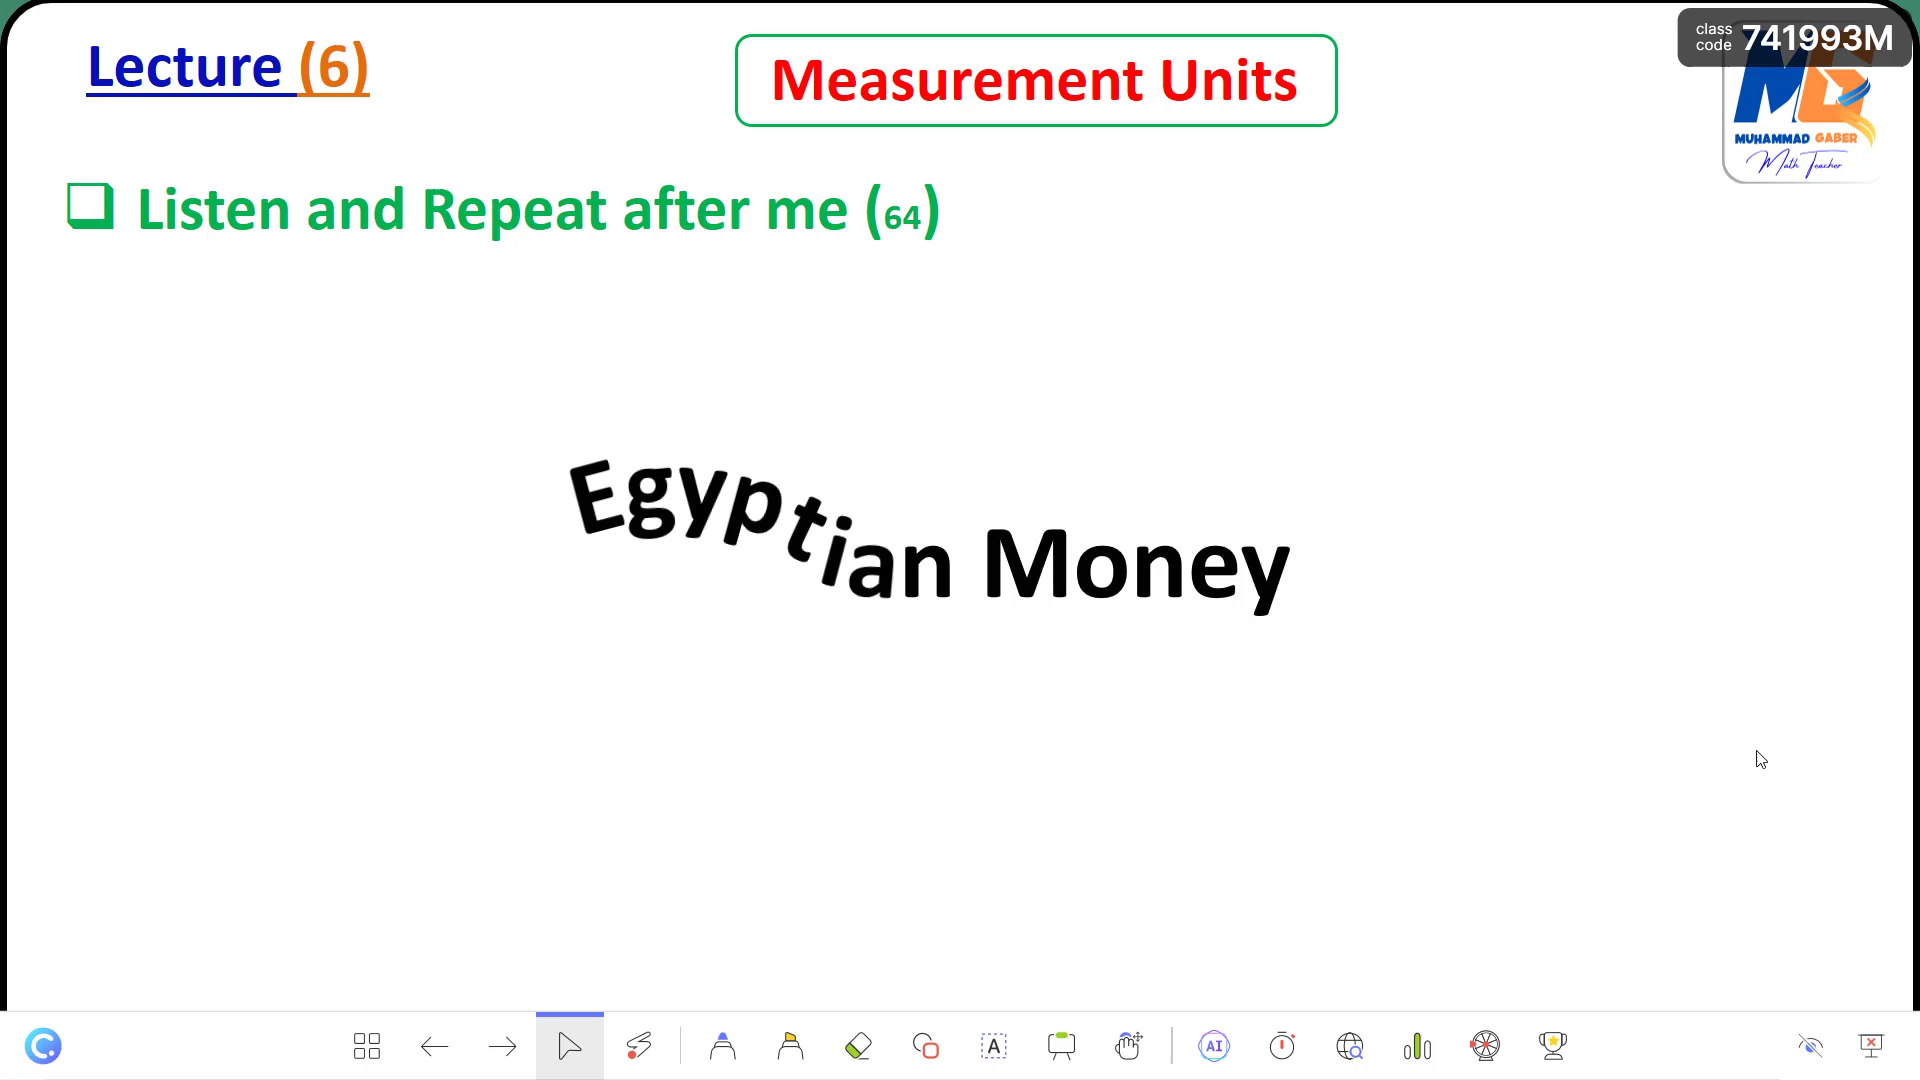 Lecture (6)
Measurement Units
class code 741993M
MUHAMMAD GABER
Math Teacher
❑ Listen and Repeat after me (64)
Egyptian Money
A
AI